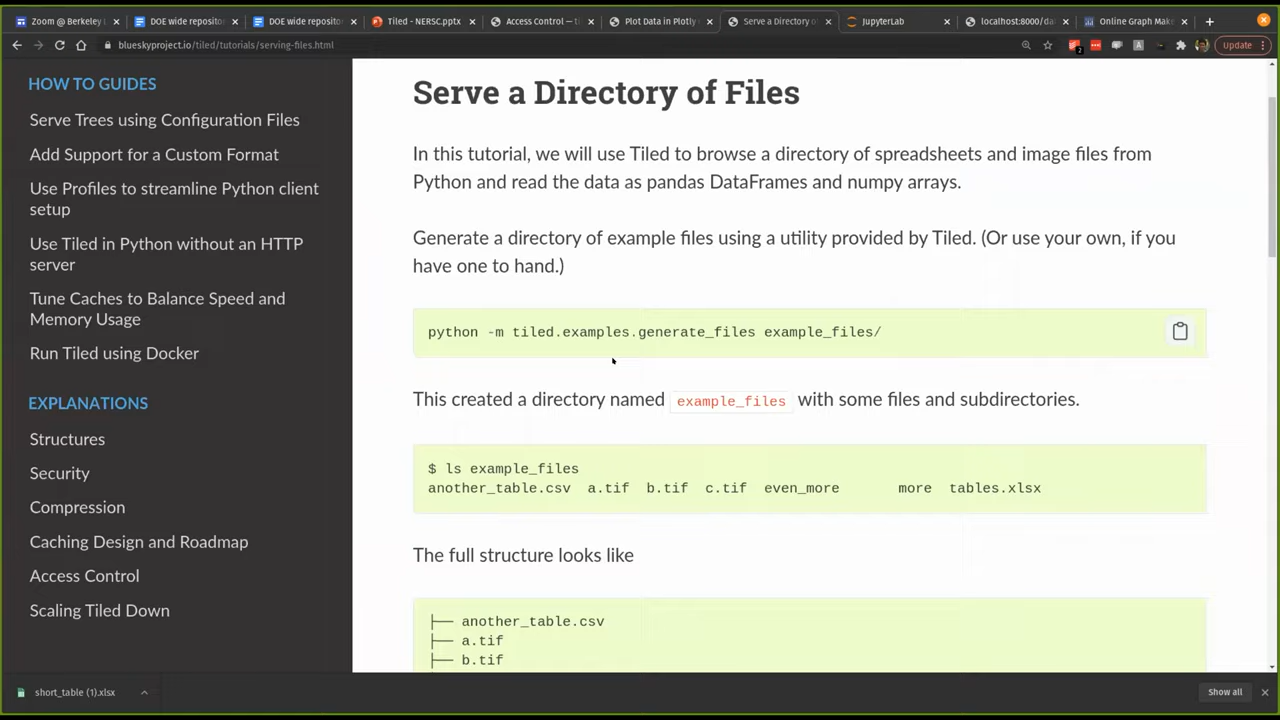 Zoom @ Berkeley L
DOE wide reposito
DOE wide reposito
Tiled - NERSC.pptx
Access Control — ti
Plot Data in Plotly
Serve a Directory of
JupyterLab
localhost:8000/da
Online Graph Make
blueskyproject.io/tiled/tutorials/serving-files.html
2
A
Update
HOW TO GUIDES
Serve Trees using Configuration Files
Add Support for a Custom Format
Use Profiles to streamline Python client
setup
Use Tiled in Python without an HTTP
server
Tune Caches to Balance Speed and
Memory Usage
Run Tiled using Docker
EXPLANATIONS
Structures
Security
Compression
Caching Design and Roadmap
Access Control
Scaling Tiled Down
Serve a Directory of Files
In this tutorial, we will use Tiled to browse a directory of spreadsheets and image files from
Python and read the data as pandas DataFrames and numpy arrays.
Generate a directory of example files using a utility provided by Tiled. (Or use your own, if you
have one to hand.)
python -m tiled.examples.generate_files example_files/
This created a directory named example_files with some files and subdirectories.
$ ls example_files
another_table.csv a.tif b.tif c.tif even_more more tables.xlsx
The full structure looks like
├── another_table.csv
├── a.tif
├── b.tif
short_table (1).xlsx
Show all